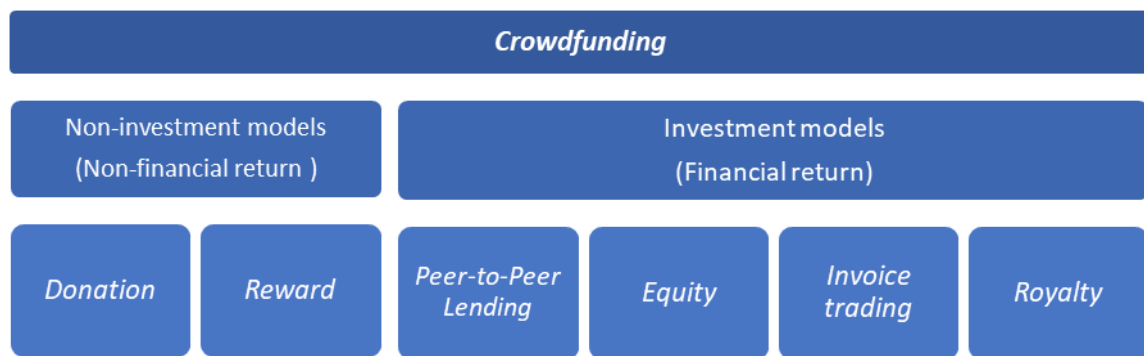 Crowdfunding
Non-investment models
(Non-financial return )
Investment models
(Financial return)
Donation
Reward
Peer-to-Peer
Lending
Equity
Invoice
trading
Royalty